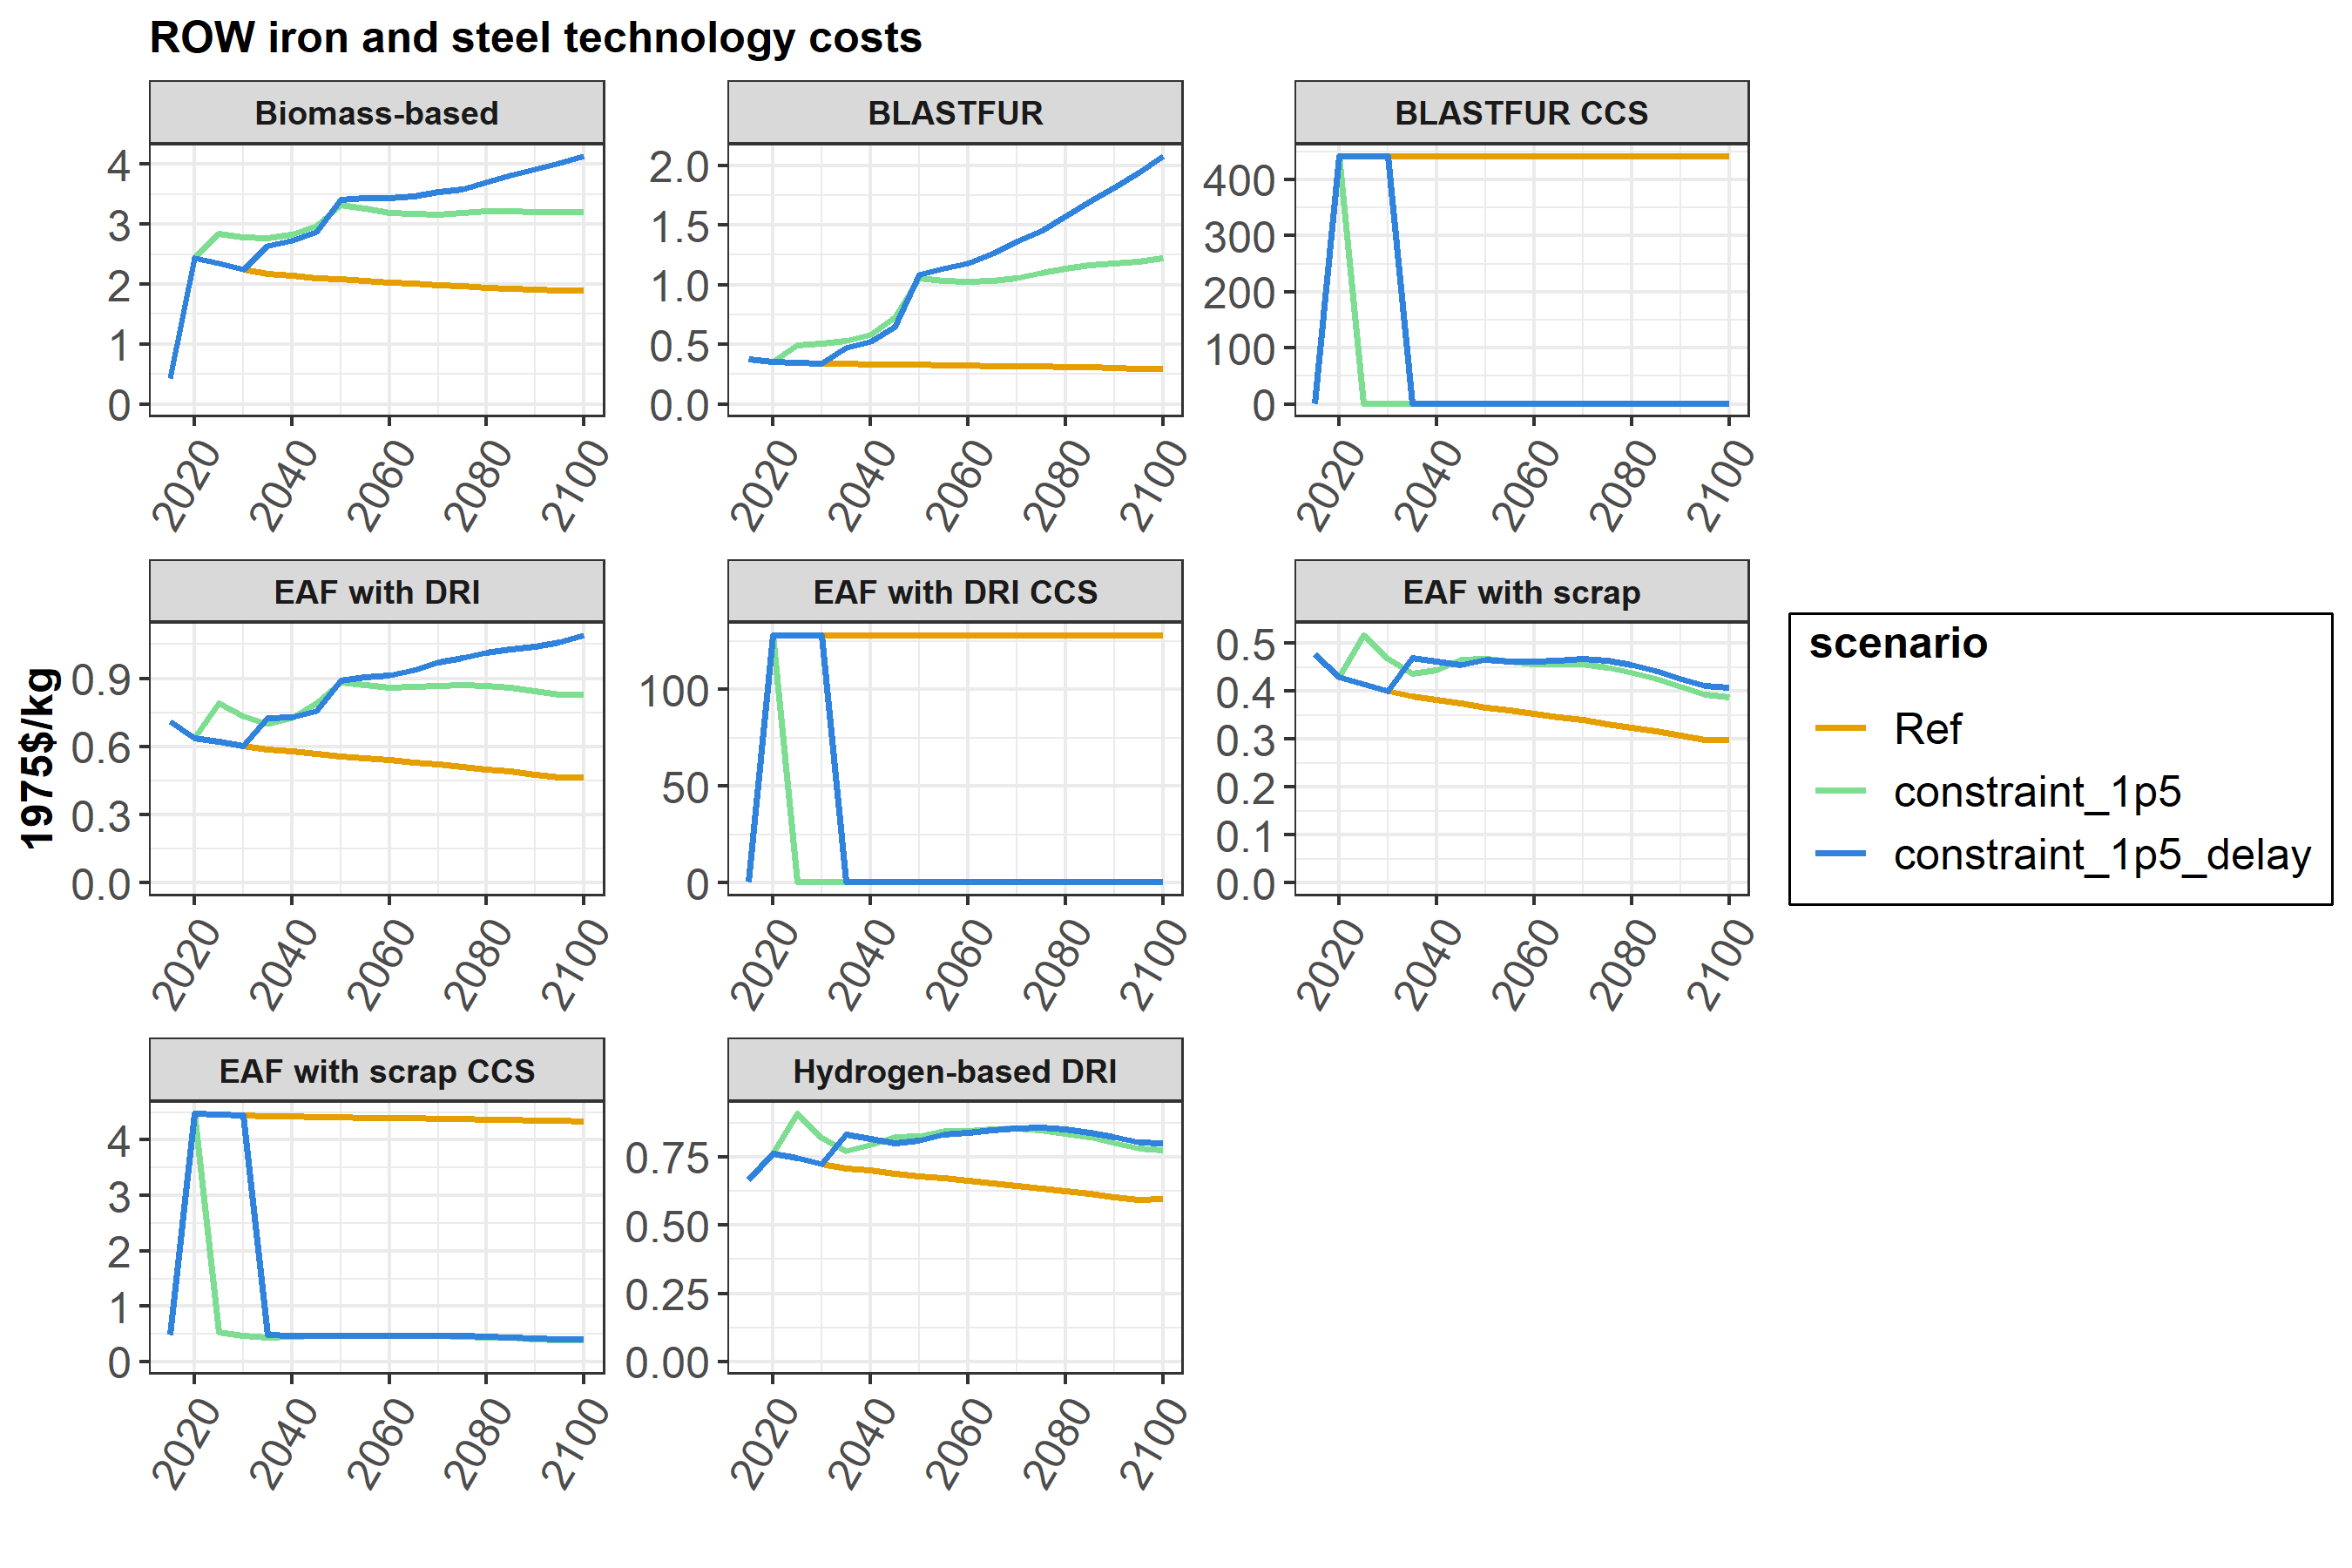 ROW iron and steel technology costs
Biomass-based
BLASTFUR
BLASTFUR CCS
4
3
2
1
0
2.0
1.5
1.0
0.5
0.0
400
300
200
100
0
2020 2040 2060 2080 2100
2020 2040 2060 2080 2100
2020 2040 2060 2080 2100
1975$/kg
EAF with DRI
EAF with DRI CCS
EAF with scrap
0.9
0.6
0.3
0.0
100
50
0
0.5
0.4
0.3
0.2
0.1
0.0
2020 2040 2060 2080 2100
2020 2040 2060 2080 2100
2020 2040 2060 2080 2100
scenario
Ref
constraint_1p5
constraint_1p5_delay
EAF with scrap CCS
Hydrogen-based DRI
4
3
2
1
0
0.75
0.50
0.25
0.00
2020 2040 2060 2080 2100
2020 2040 2060 2080 2100